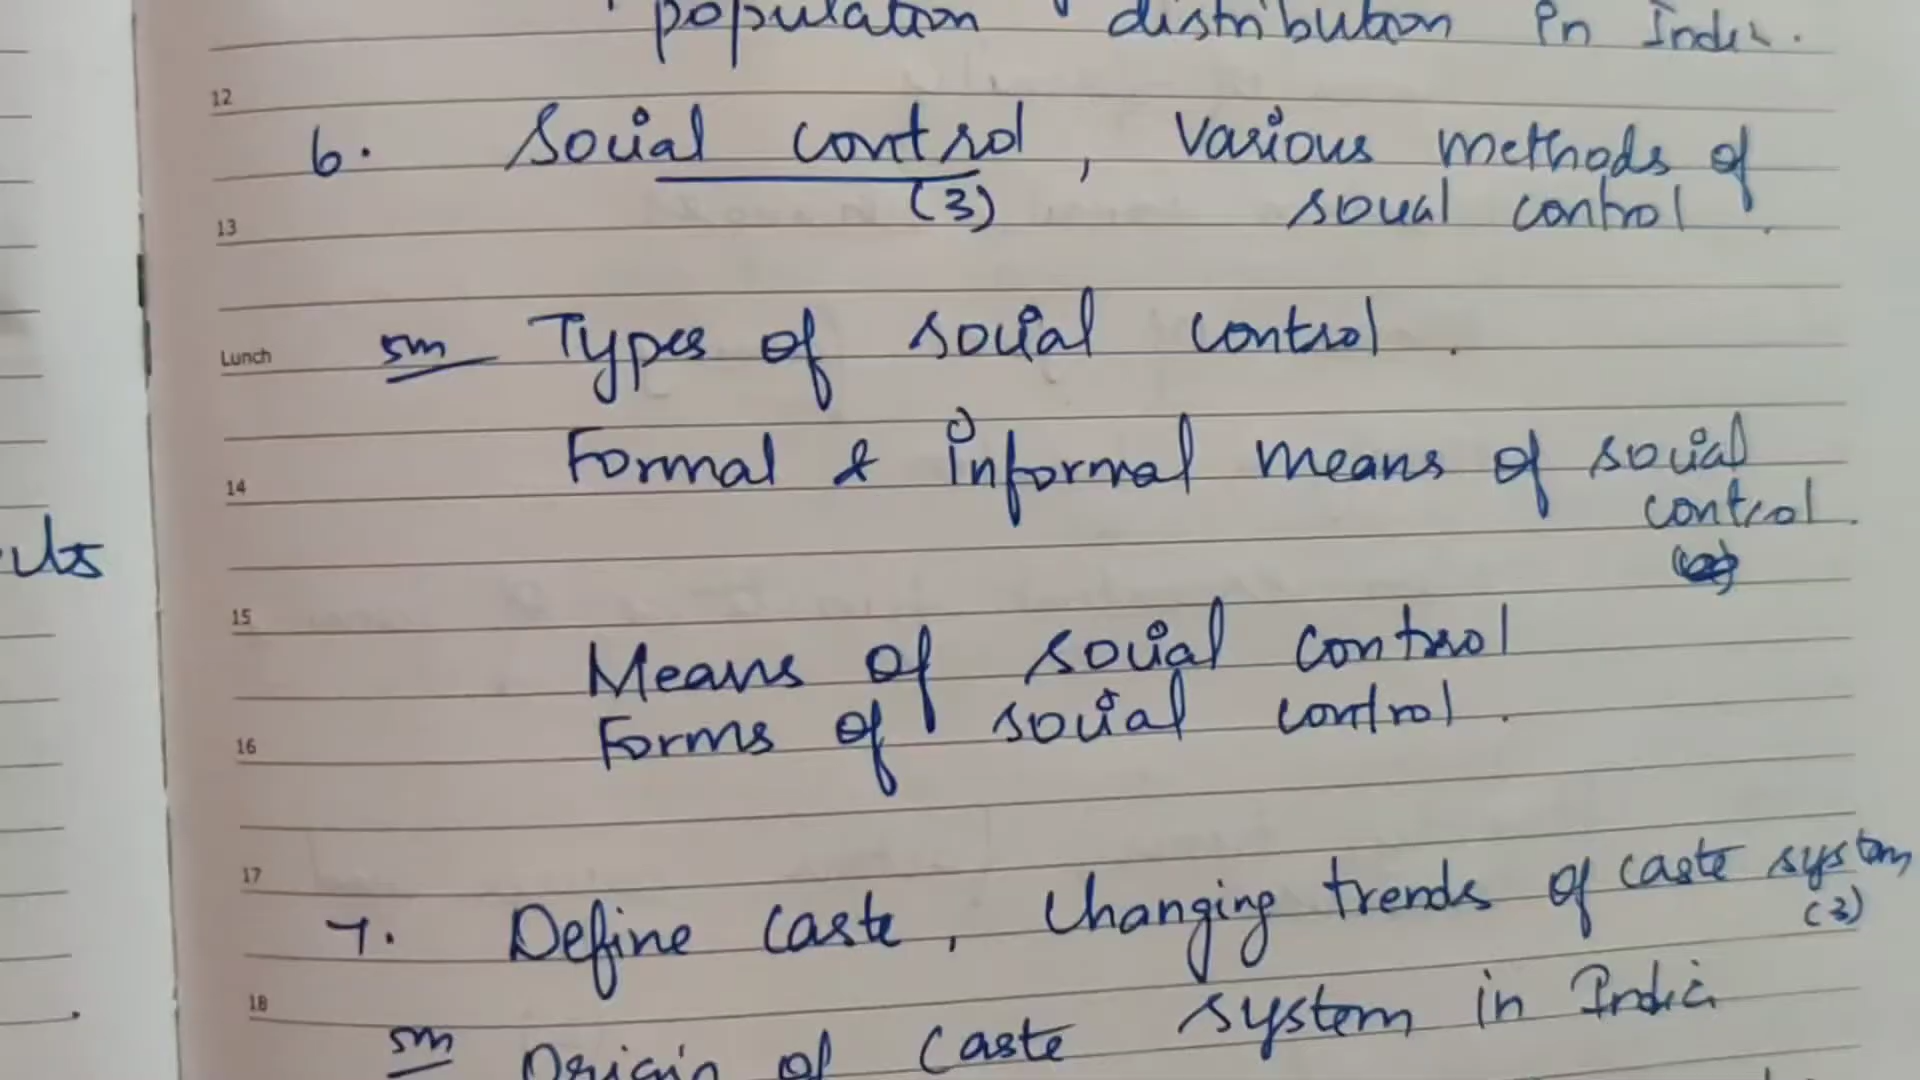 population distribution in India.
12
6. Social control, Various methods of
(3) social control.
13
Lunch 5m Types of social control.
Formal & informal means of social
14
control.
15
Means of social control
Forms of social control.
16
17
7. Define caste, Changing trends of caste system
(3)
18
system in India
5m Origin of Caste